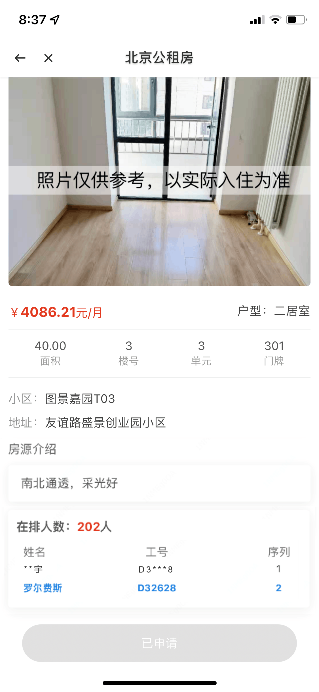 8:37
北京公租房
照片仅供参考，以实际入住为准
￥4086.21元/月 户型：二居室
40.00 3 3 301
面积 楼号 单元 门牌
小区：图景嘉园T03
地址：友谊路盛景创业园小区
房源介绍
南北通透，采光好
在排人数：202人
姓名 工号 序列
**宇 D3***8 1
罗尔费斯 D32628 2
已申请